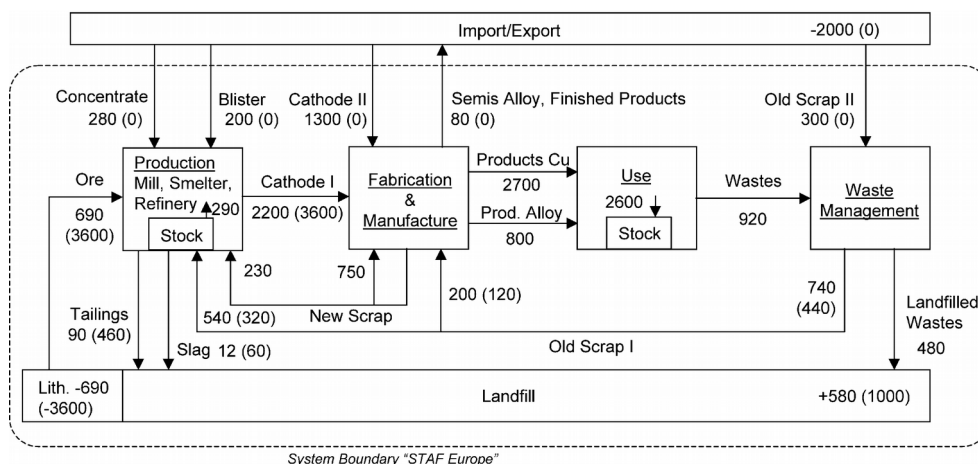 Import/Export -2000 (0)
Concentrate
280 (0)
Blister
200 (0)
Cathode II
1300 (0)
Semis Alloy, Finished Products
80 (0)
Old Scrap II
300 (0)
Ore
690
(3600)
Production
Mill, Smelter,
Refinery
290
Stock
Cathode I
2200 (3600)
Fabrication
&
Manufacture
Products Cu
2700
Prod. Alloy
800
Use
2600
Stock
Wastes
920
Waste
Management
230
750
200 (120)
740
(440)
540 (320)
New Scrap
Old Scrap I
Tailings
90 (460)
Slag 12 (60)
Landfilled
Wastes
480
Lith. -690
(-3600)
Landfill
+580 (1000)
System Boundary "STAF Europe"